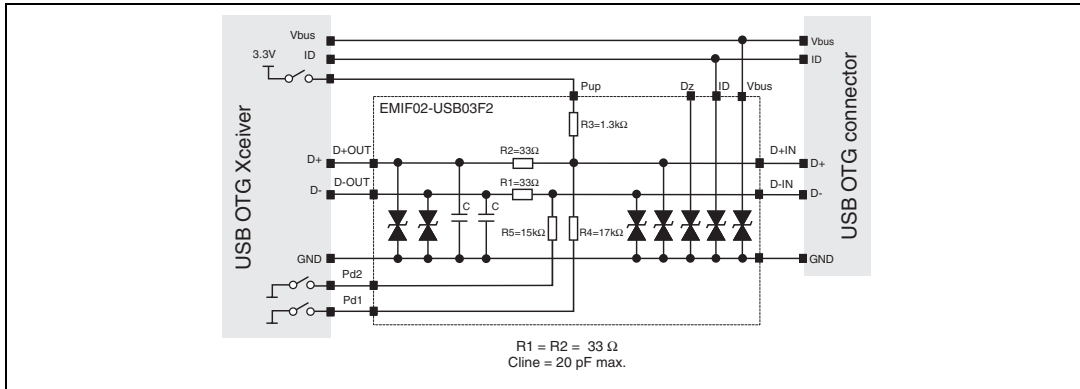 Vbus
Vbus
3.3V
ID
ID
Pup
Dz
ID
Vbus
EMIF02-USB03F2
R3=1.3kΩ
D+OUT
R2=33Ω
D+IN
D+
D+
D-OUT
R1=33Ω
D-IN
D-
D-
C
C
R5=15kΩ
R4=17kΩ
GND
GND
Pd2
Pd1
USB OTG Xceiver
USB OTG connector
R1 = R2 = 33 Ω
Cline = 20 pF max.